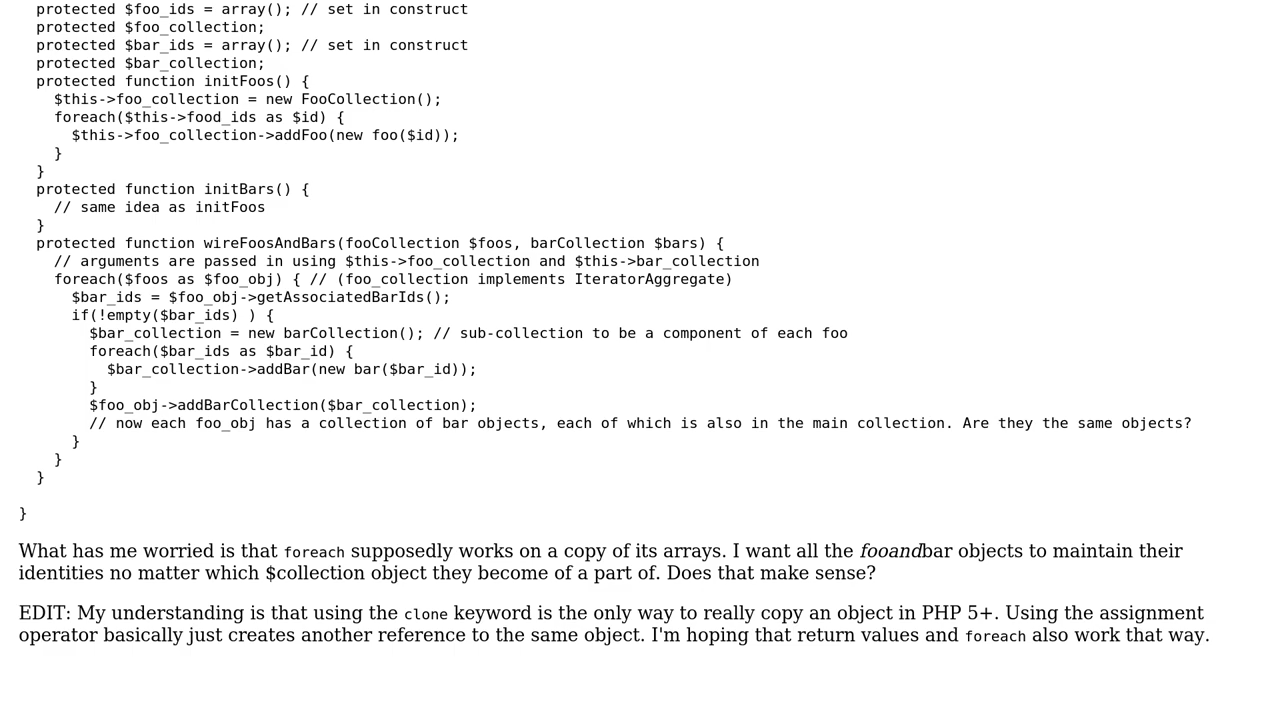 protected $foo_ids = array(); // set in construct
protected $foo_collection;
protected $bar_ids = array(); // set in construct
protected $bar_collection;
protected function initFoos() {
$this->foo_collection = new FooCollection();
foreach($this->food_ids as $id) {
$this->foo_collection->addFoo(new foo($id));
}
}
protected function initBars() {
// same idea as initFoos
}
protected function wireFoosAndBars(fooCollection $foos, barCollection $bars) {
// arguments are passed in using $this->foo_collection and $this->bar_collection
foreach($foos as $foo_obj) { // (foo_collection implements IteratorAggregate)
$bar_ids = $foo_obj->getAssociatedBarIds();
if(!empty($bar_ids) ) {
$bar_collection = new barCollection(); // sub-collection to be a component of each foo
foreach($bar_ids as $bar_id) {
$bar_collection->addBar(new bar($bar_id));
}
$foo_obj->addBarCollection($bar_collection);
// now each foo_obj has a collection of bar objects, each of which is also in the main collection. Are they the same objects?
}
}
}
}
What has me worried is that foreach supposedly works on a copy of its arrays. I want all the fooandbar objects to maintain their
identities no matter which $collection object they become of a part of. Does that make sense?
EDIT: My understanding is that using the clone keyword is the only way to really copy an object in PHP 5+. Using the assignment
operator basically just creates another reference to the same object. I'm hoping that return values and foreach also work that way.